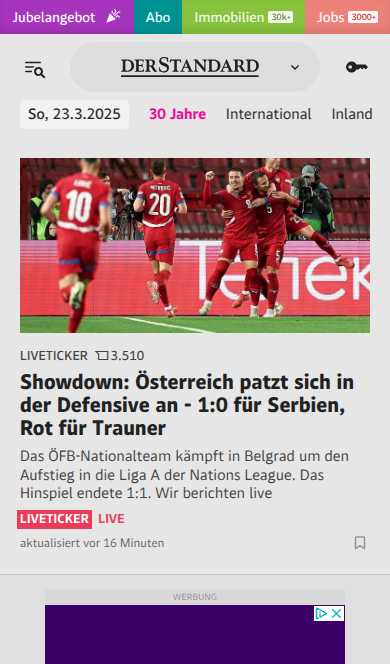 Jubelangebot
Abo
Immobilien 30k+
Jobs 3000+
DERSTANDARD
So, 23.3.2025
30 Jahre
International
Inland
10
20
LIVETICKER 3.510
Showdown: Österreich patzt sich in
der Defensive an - 1:0 für Serbien,
Rot für Trauner
Das ÖFB-Nationalteam kämpft in Belgrad um den
Aufstieg in die Liga A der Nations League. Das
Hinspiel endete 1:1. Wir berichten live
LIVETICKER LIVE
aktualisiert vor 16 Minuten
WERBUNG